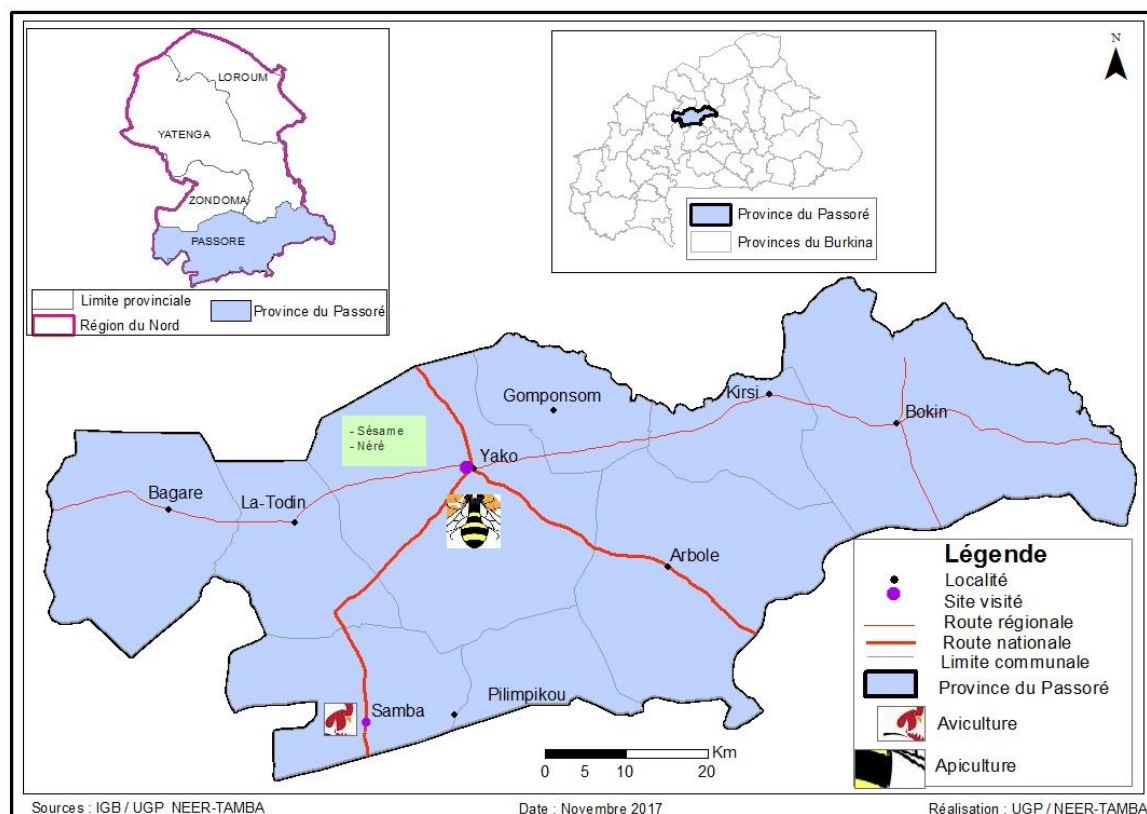 LOROUM
YATENGA
ZONDOMA
PASSORE
Limite provinciale
Région du Nord
Province du Passoré
N
Province du Passoré
Provinces du Burkina
Gomponsom
Kirsi
Bokin
- Sésame
- Néré
Yako
Bagare
La-Todin
Arbole
Samba
Pilimpikou
Km
0 5 10 20
Légende
Localité
Site visité
Route régionale
Route nationale
Limite communale
Province du Passoré
Aviculture
Apiculture
Sources : IGB / UGP NEER-TAMBA
Date : Novembre 2017
Réalisation : UGP / NEER-TAMBA